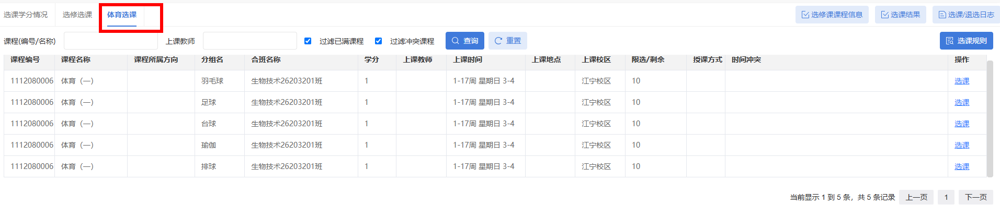 选课学分情况 选修选课 体育选课 选修课课程信息 选课结果 选课/退选日志
课程(编号/名称) 上课教师 过滤已满课程 过滤冲突课程 查询 重置 选课规则
课程编号 课程名称 课程所属方向 分组名 合班名称 学分 上课教师 上课时间 上课地点 上课校区 限选/剩余 授课方式 时间冲突 操作
1112080006 体育（一） 羽毛球 生物技术26203201班 1 1-17周 星期日 3-4 江宁校区 10 选课
1112080006 体育（一） 足球 生物技术26203201班 1 1-17周 星期日 3-4 江宁校区 10 选课
1112080006 体育（一） 台球 生物技术26203201班 1 1-17周 星期日 3-4 江宁校区 10 选课
1112080006 体育（一） 瑜伽 生物技术26203201班 1 1-17周 星期日 3-4 江宁校区 10 选课
1112080006 体育（一） 排球 生物技术26203201班 1 1-17周 星期日 3-4 江宁校区 10 选课
当前显示 1 到 5 条，共 5 条记录 上一页 1 下一页